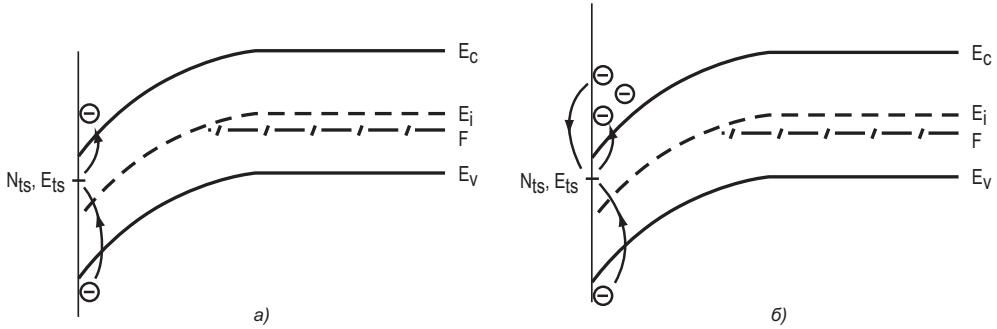 E_c
E_i
F
N_ts, E_ts
E_v
а)
E_c
E_i
F
N_ts, E_ts
E_v
б)